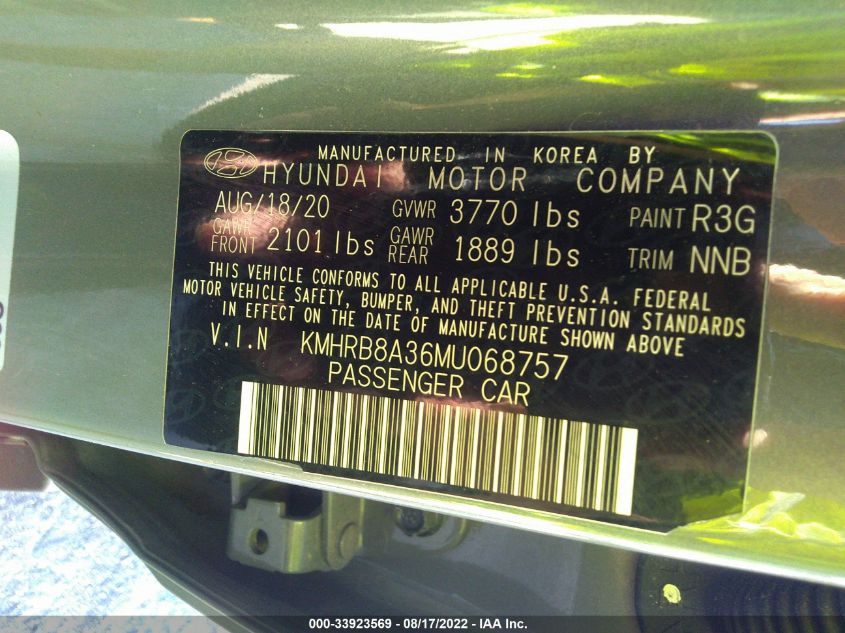 MANUFACTURED IN KOREA BY
HYUNDAI MOTOR COMPANY
AUG/18/20 GVWR 3770 lbs PAINT R3G
GAWR FRONT 2101 lbs GAWR REAR 1889 lbs TRIM NNB
THIS VEHICLE CONFORMS TO ALL APPLICABLE U.S.A. FEDERAL
MOTOR VEHICLE SAFETY, BUMPER, AND THEFT PREVENTION STANDARDS
IN EFFECT ON THE DATE OF MANUFACTURE SHOWN ABOVE
V.I.N KMHRB8A36MU068757
PASSENGER CAR
000-33923569 - 08/17/2022 - IAA Inc.